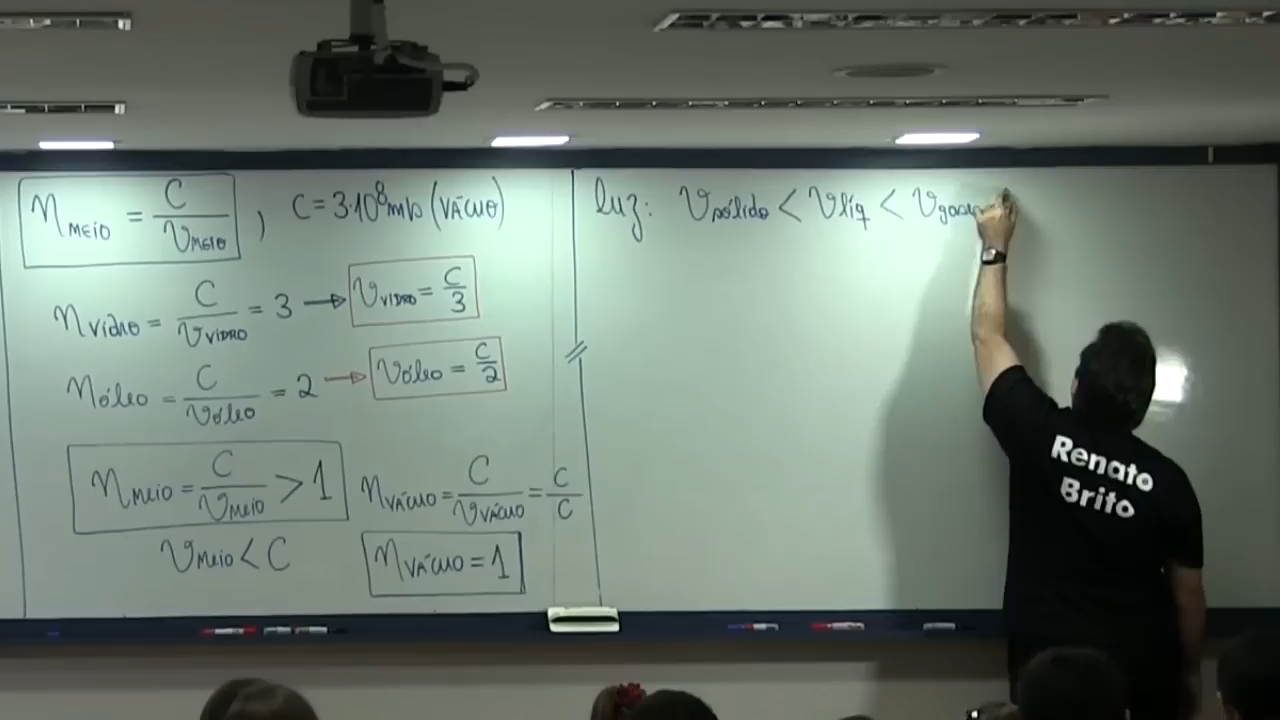 n MEIO = C / V MEIO , C = 3·10⁸ m/s (VÁCUO)
n vidro = C / V VIDRO = 3 → V VIDRO = C / 3
n óleo = C / V óleo = 2 → V óleo = C / 2
n Meio = C / V Meio > 1
V Meio < C
n VÁCUO = C / V VÁCUO = C / C
n VÁCUO = 1
luz: V sólido < V líq < V
Renato
Brito